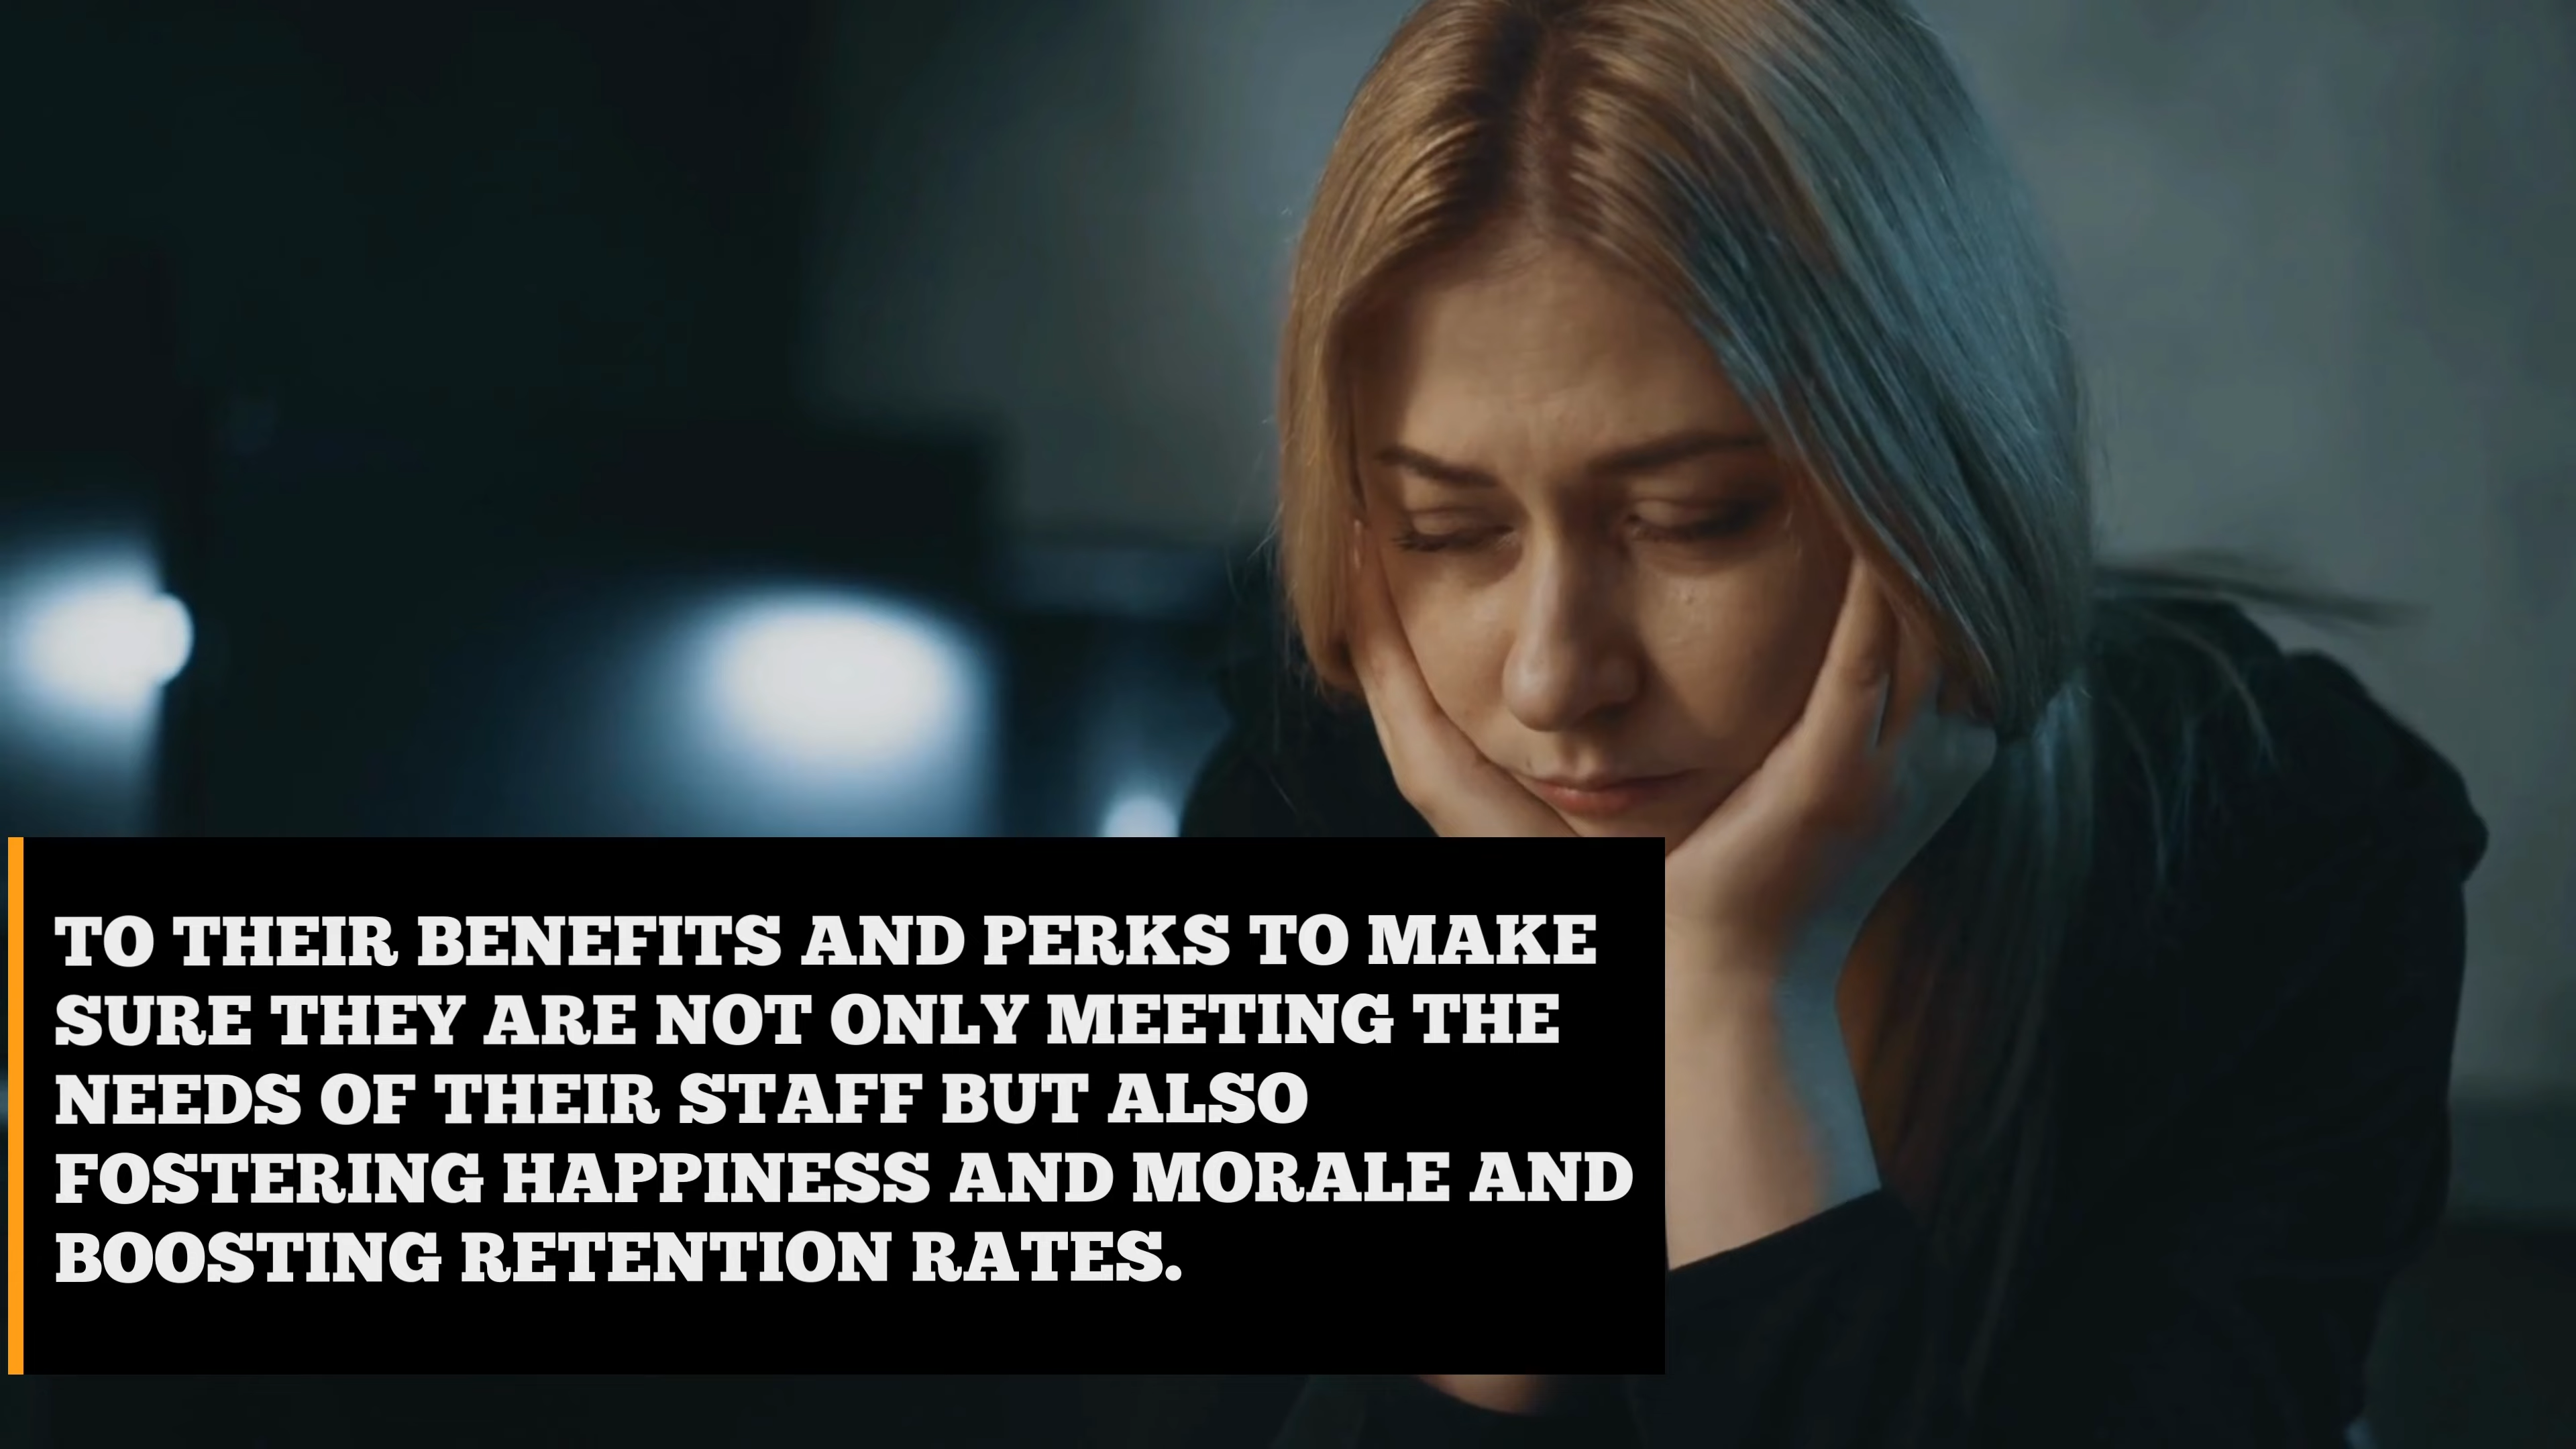 TO THEIR BENEFITS AND PERKS TO MAKE
SURE THEY ARE NOT ONLY MEETING THE
NEEDS OF THEIR STAFF BUT ALSO
FOSTERING HAPPINESS AND MORALE AND
BOOSTING RETENTION RATES.